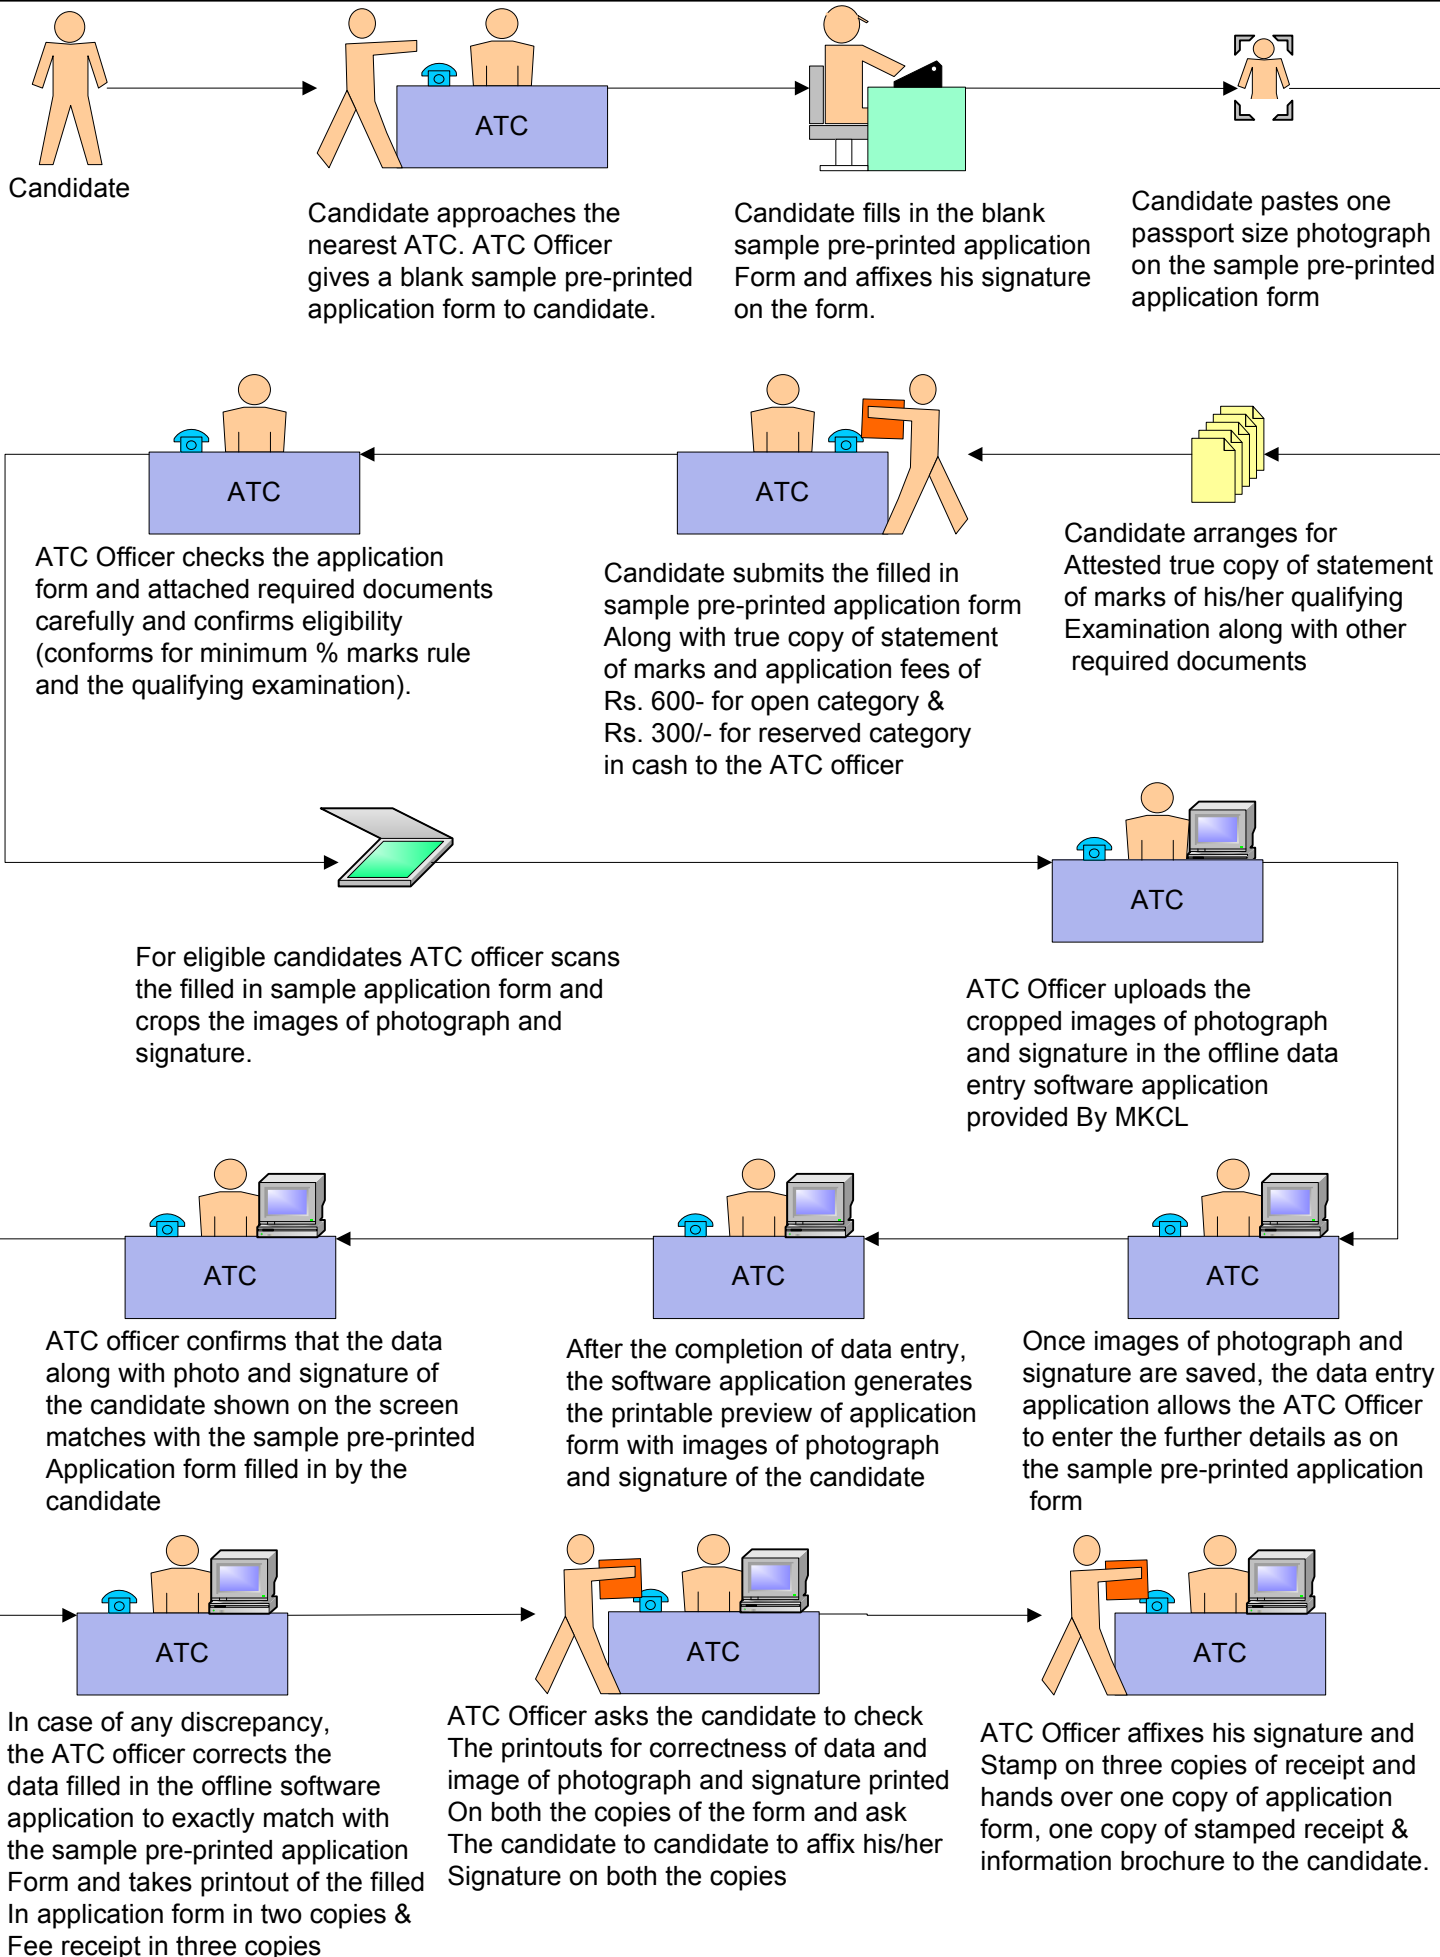 Candidate
ATC
Candidate approaches the
nearest ATC. ATC Officer
gives a blank sample pre-printed
application form to candidate.
Candidate fills in the blank
sample pre-printed application
Form and affixes his signature
on the form.
Candidate pastes one
passport size photograph
on the sample pre-printed
application form
Candidate arranges for
Attested true copy of statement
of marks of his/her qualifying
Examination along with other
required documents
ATC
Candidate submits the filled in
sample pre-printed application form
Along with true copy of statement
of marks and application fees of
Rs. 600- for open category &
Rs. 300/- for reserved category
in cash to the ATC officer
ATC
ATC Officer checks the application
form and attached required documents
carefully and confirms eligibility
(conforms for minimum % marks rule
and the qualifying examination).
For eligible candidates ATC officer scans
the filled in sample application form and
crops the images of photograph and
signature.
ATC
ATC Officer uploads the
cropped images of photograph
and signature in the offline data
entry software application
provided By MKCL
ATC
Once images of photograph and
signature are saved, the data entry
application allows the ATC Officer
to enter the further details as on
the sample pre-printed application
form
ATC
After the completion of data entry,
the software application generates
the printable preview of application
form with images of photograph
and signature of the candidate
ATC
ATC officer confirms that the data
along with photo and signature of
the candidate shown on the screen
matches with the sample pre-printed
Application form filled in by the
candidate
ATC
In case of any discrepancy,
the ATC officer corrects the
data filled in the offline software
application to exactly match with
the sample pre-printed application
Form and takes printout of the filled
In application form in two copies &
Fee receipt in three copies
ATC
ATC Officer asks the candidate to check
The printouts for correctness of data and
image of photograph and signature printed
On both the copies of the form and ask
The candidate to candidate to affix his/her
Signature on both the copies
ATC
ATC Officer affixes his signature and
Stamp on three copies of receipt and
hands over one copy of application
form, one copy of stamped receipt &
information brochure to the candidate.